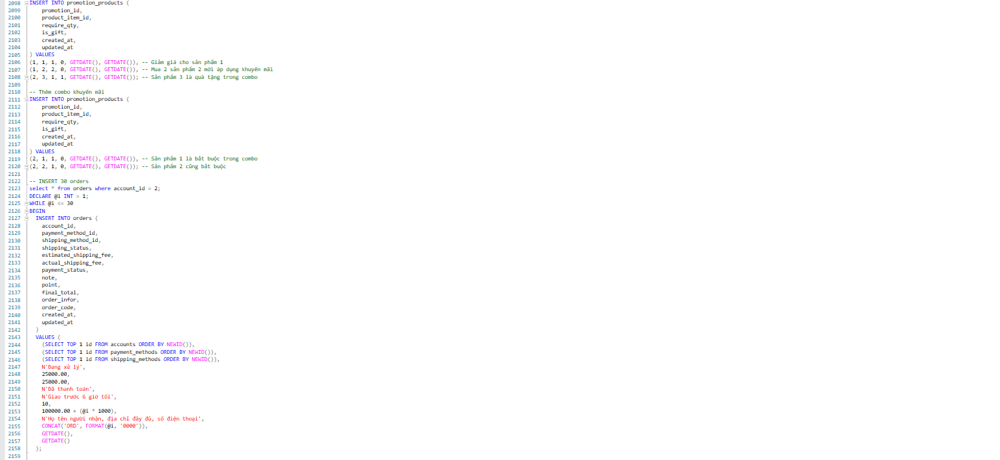 2098 INSERT INTO promotion_products (
2099 promotion_id,
2100 product_item_id,
2101 require_qty,
2102 is_gift,
2103 created_at,
2104 updated_at
2105 ) VALUES
2106 (1, 1, 1, 0, GETDATE(), GETDATE()), -- Giảm giá cho sản phẩm 1
2107 (1, 2, 2, 0, GETDATE(), GETDATE()), -- Mua 2 sản phẩm 2 mới áp dụng khuyến mãi
2108 (2, 3, 1, 1, GETDATE(), GETDATE()); -- Sản phẩm 3 là quà tặng trong combo
2109
2110 -- Thêm combo khuyến mãi
2111 INSERT INTO promotion_products (
2112 promotion_id,
2113 product_item_id,
2114 require_qty,
2115 is_gift,
2116 created_at,
2117 updated_at
2118 ) VALUES
2119 (2, 1, 1, 0, GETDATE(), GETDATE()), -- Sản phẩm 1 là bắt buộc trong combo
2120 (2, 2, 1, 0, GETDATE(), GETDATE()); -- Sản phẩm 2 cũng bắt buộc
2121
2122 -- INSERT 30 orders
2123 select * from orders where account_id = 2;
2124 DECLARE @i INT = 1;
2125 WHILE @i <= 30
2126 BEGIN
2127 INSERT INTO orders (
2128 account_id,
2129 payment_method_id,
2130 shipping_method_id,
2131 shipping_status,
2132 estimated_shipping_fee,
2133 actual_shipping_fee,
2134 payment_status,
2135 note,
2136 point,
2137 final_total,
2138 order_infor,
2139 order_code,
2140 created_at,
2141 updated_at
2142 )
2143 VALUES (
2144 (SELECT TOP 1 id FROM accounts ORDER BY NEWID()),
2145 (SELECT TOP 1 id FROM payment_methods ORDER BY NEWID()),
2146 (SELECT TOP 1 id FROM shipping_methods ORDER BY NEWID()),
2147 N'Đang xử lý',
2148 25000.00,
2149 25000.00,
2150 N'Đã thanh toán',
2151 N'Giao trước 6 giờ tối',
2152 10,
2153 100000.00 + (@i * 1000),
2154 N'Họ tên người nhận, địa chỉ đầy đủ, số điện thoại',
2155 CONCAT('ORD', FORMAT(@i, '0000')),
2156 GETDATE(),
2157 GETDATE()
2158 );
2159